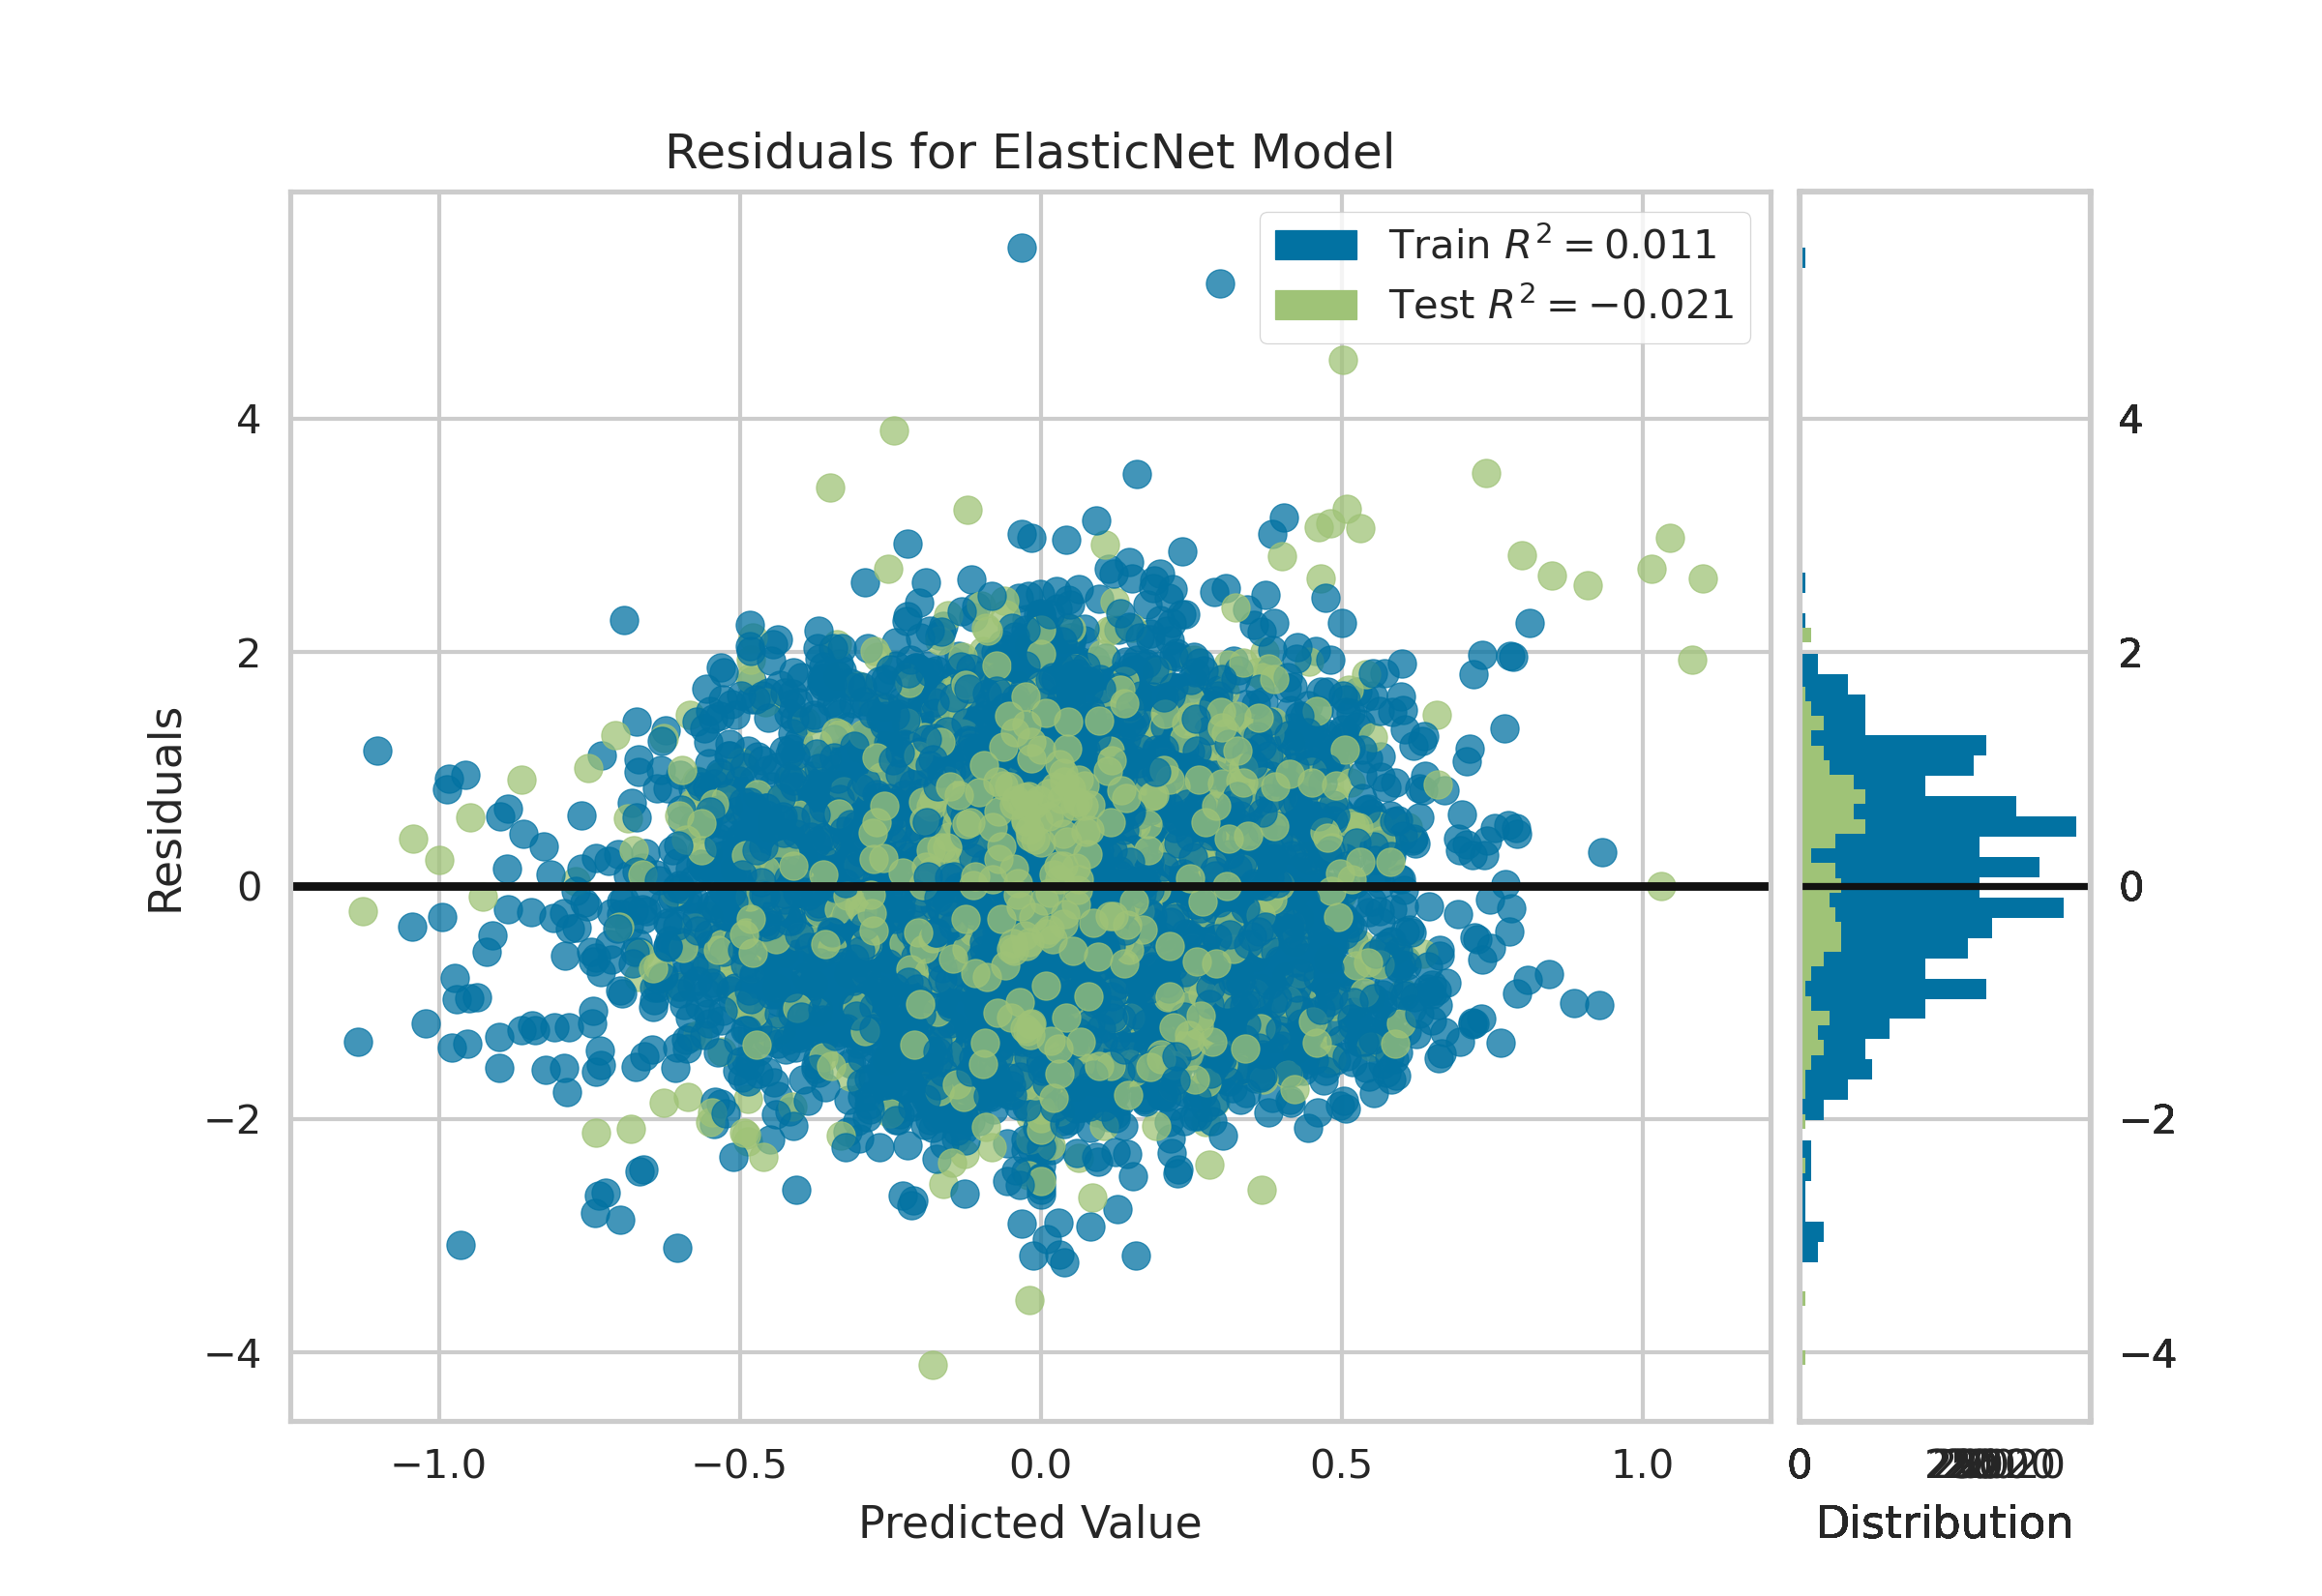 Residuals for ElasticNet Model
Train R² = 0.011
Test R² = −0.021
4
2
0
−2
−4
Residuals
4
2
0
−2
−4
−1.0
−0.5
0.0
0.5
1.0
0
Predicted Value
Distribution